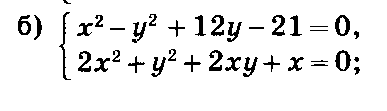 б) { x² − y² + 12y − 21 = 0,
2x² + y² + 2xy + x = 0;